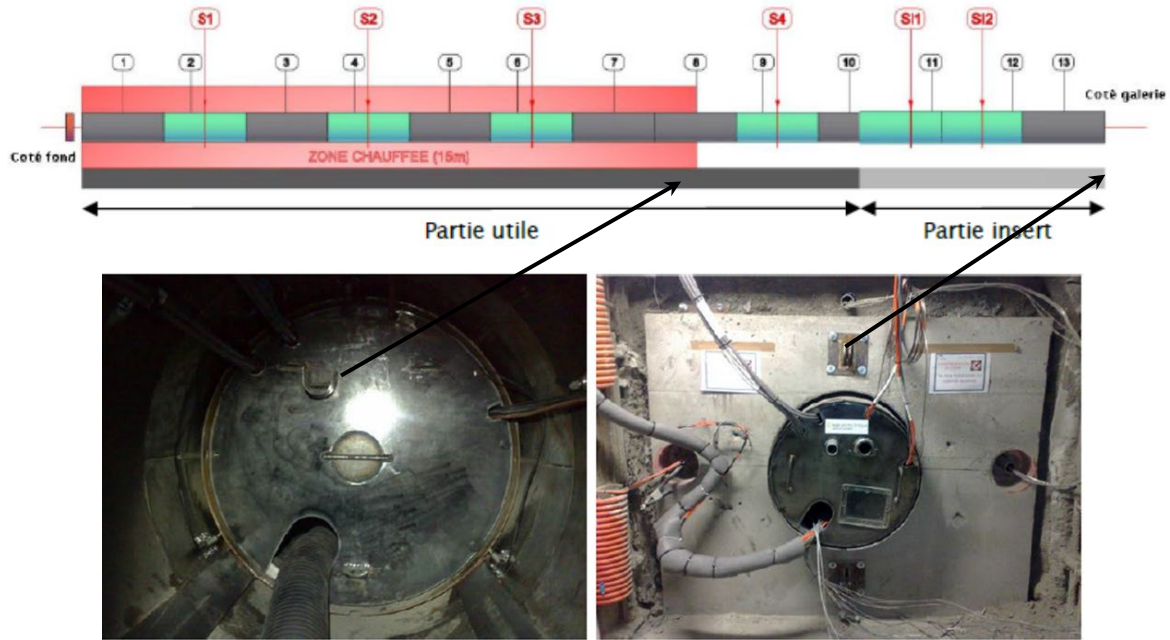 S1 S2 S3 S4 SI1 SI2
1 2 3 4 5 6 7 8 9 10 11 12 13
Coté galerie
Coté fond
ZONE CHAUFFEE (15m)
Partie utile
Partie insert